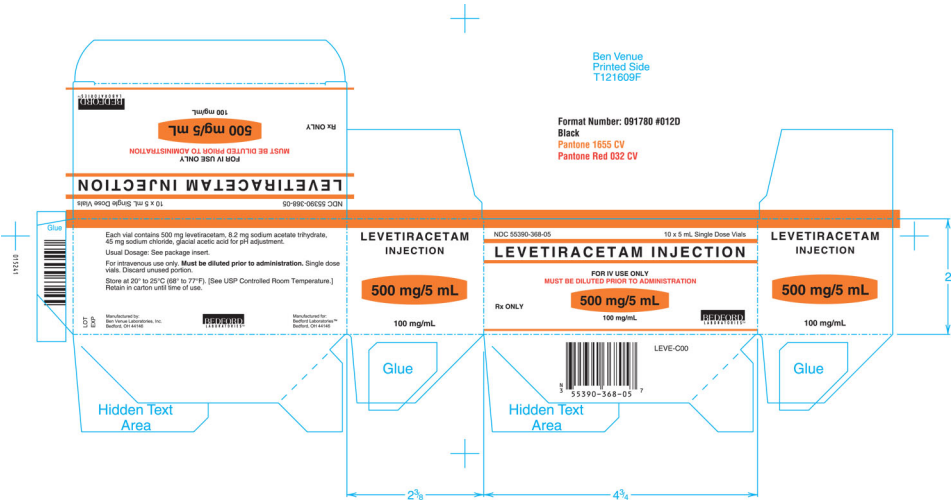 Ben Venue
Printed Side
T121609F
Format Number: 091780 #012D
Black
Pantone 1655 CV
Pantone Red 032 CV
NDC 55390-368-05 10 x 5 mL Single Dose Vials
LEVETIRACETAM INJECTION
FOR IV USE ONLY
MUST BE DILUTED PRIOR TO ADMINISTRATION
Rx ONLY
500 mg/5 mL
100 mg/mL
BEDFORD
LABORATORIES™
Glue
011241
Each vial contains 500 mg levetiracetam, 8.2 mg sodium acetate trihydrate,
45 mg sodium chloride, glacial acetic acid for pH adjustment.
Usual Dosage: See package insert.
For intravenous use only. Must be diluted prior to administration. Single dose
vials. Discard unused portion.
Store at 20° to 25°C (68° to 77°F). [See USP Controlled Room Temperature.]
Retain in carton until time of use.
LOT
EXP
Manufactured by:
Ben Venue Laboratories, Inc.
Bedford, OH 44146
Manufactured for:
Bedford Laboratories™
Bedford, OH 44146
BEDFORD
LABORATORIES™
LEVETIRACETAM
INJECTION
500 mg/5 mL
100 mg/mL
NDC 55390-368-05 10 x 5 mL Single Dose Vials
LEVETIRACETAM INJECTION
FOR IV USE ONLY
MUST BE DILUTED PRIOR TO ADMINISTRATION
Rx ONLY
500 mg/5 mL
100 mg/mL
BEDFORD
LABORATORIES™
LEVETIRACETAM
INJECTION
500 mg/5 mL
100 mg/mL
2
Hidden Text
Area
Glue
LEVE-C00
N
3 55390-368-05 7
Hidden Text
Area
Glue
2⅜
4¾